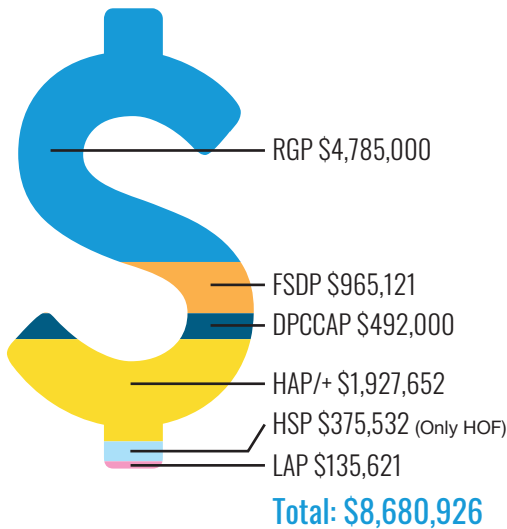 RGP $4,785,000
FSDP $965,121
DPCCAP $492,000
HAP/+ $1,927,652
HSP $375,532 (Only HOF)
LAP $135,621
Total: $8,680,926